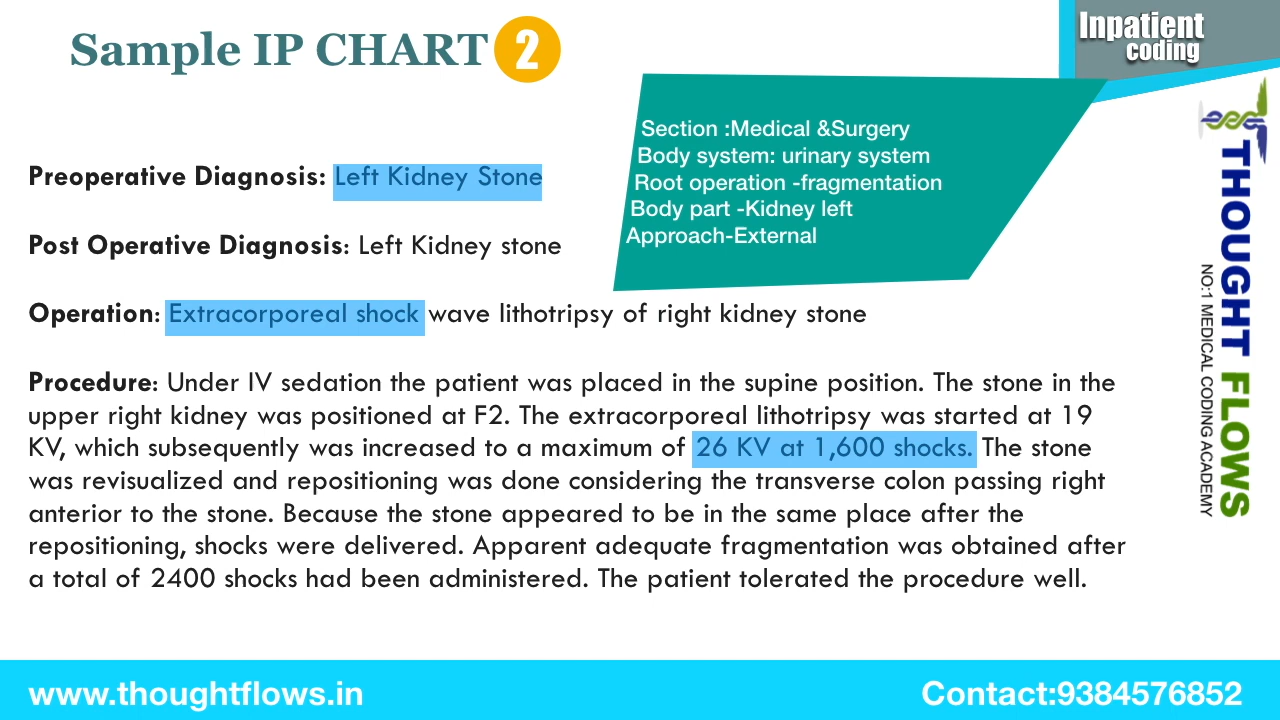 Sample IP CHART 2
Inpatient
coding
Section :Medical &Surgery
Body system: urinary system
Root operation -fragmentation
Body part -Kidney left
Approach-External
Preoperative Diagnosis: Left Kidney Stone
Post Operative Diagnosis: Left Kidney stone
Operation: Extracorporeal shock wave lithotripsy of right kidney stone
Procedure: Under IV sedation the patient was placed in the supine position. The stone in the
upper right kidney was positioned at F2. The extracorporeal lithotripsy was started at 19
KV, which subsequently was increased to a maximum of 26 KV at 1,600 shocks. The stone
was revisualized and repositioning was done considering the transverse colon passing right
anterior to the stone. Because the stone appeared to be in the same place after the
repositioning, shocks were delivered. Apparent adequate fragmentation was obtained after
a total of 2400 shocks had been administered. The patient tolerated the procedure well.
THOUGHT FLOWS
NO:1 MEDICAL CODING ACADEMY
www.thoughtflows.in
Contact:9384576852